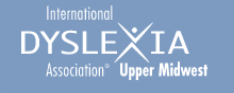 International
DYSLEXIA
Association® Upper Midwest